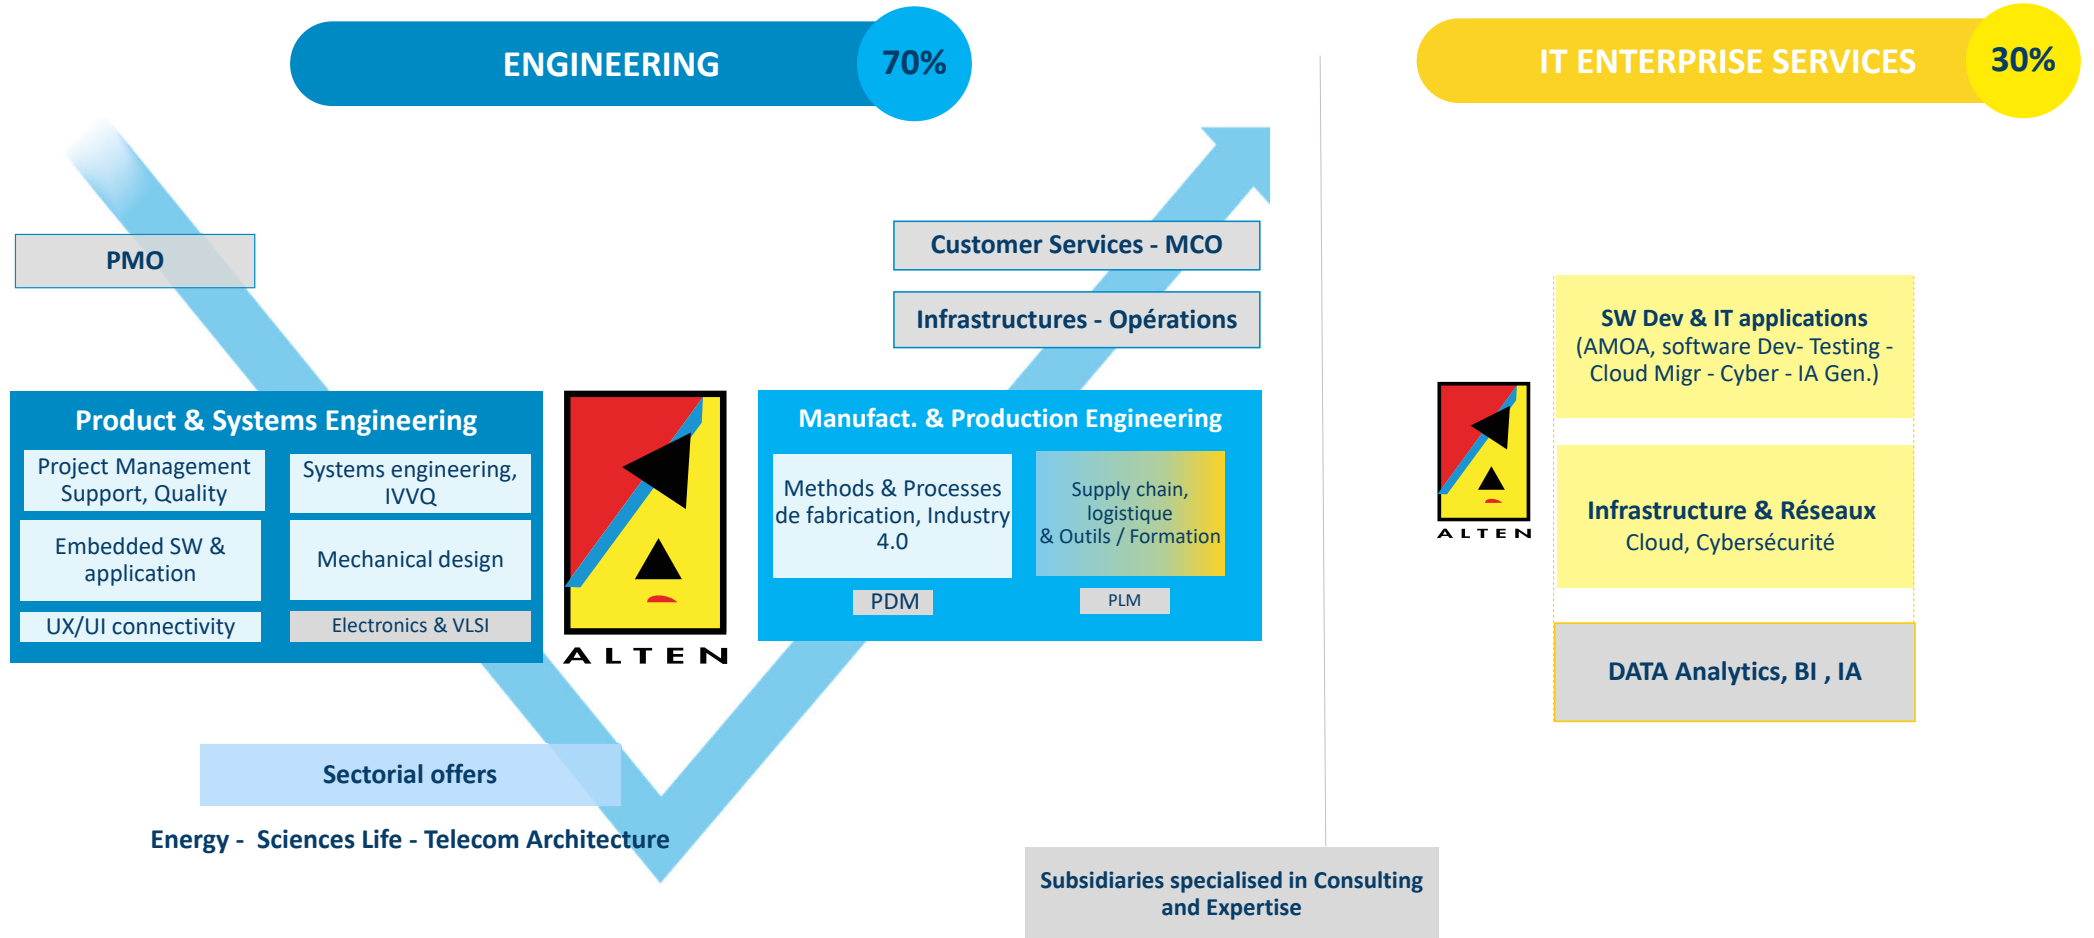 ENGINEERING
70%
IT ENTERPRISE SERVICES
30%
PMO
Customer Services - MCO
Infrastructures - Opérations
Product & Systems Engineering
Project Management
Support, Quality
Systems engineering,
IVVQ
Embedded SW &
application
Mechanical design
UX/UI connectivity
Electronics & VLSI
ALTEN
Manufact. & Production Engineering
Methods & Processes
de fabrication, Industry
4.0
Supply chain,
logistique
& Outils / Formation
PDM
PLM
Sectorial offers
Energy - Sciences Life - Telecom Architecture
Subsidiaries specialised in Consulting
and Expertise
ALTEN
SW Dev & IT applications
(AMOA, software Dev- Testing -
Cloud Migr - Cyber - IA Gen.)
Infrastructure & Réseaux
Cloud, Cybersécurité
DATA Analytics, BI , IA